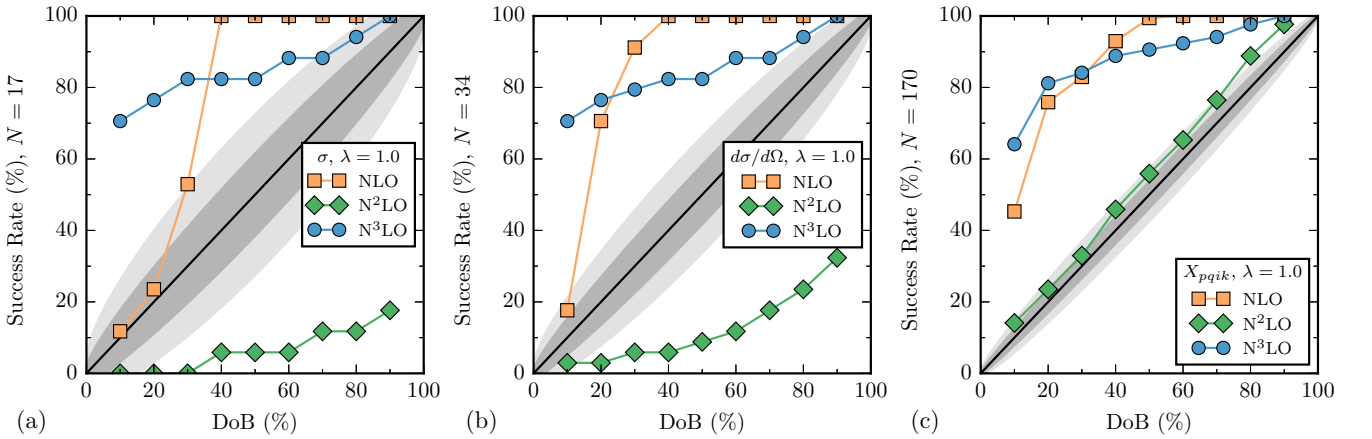 Success Rate (%), N = 17
100
80
60
40
20
0
0 20 40 60 80 100
DoB (%)
(a)
σ, λ = 1.0
NLO
N²LO
N³LO
Success Rate (%), N = 34
100
80
60
40
20
0
0 20 40 60 80 100
DoB (%)
(b)
dσ/dΩ, λ = 1.0
NLO
N²LO
N³LO
Success Rate (%), N = 170
100
80
60
40
20
0
0 20 40 60 80 100
DoB (%)
(c)
X_{pqik}, λ = 1.0
NLO
N²LO
N³LO